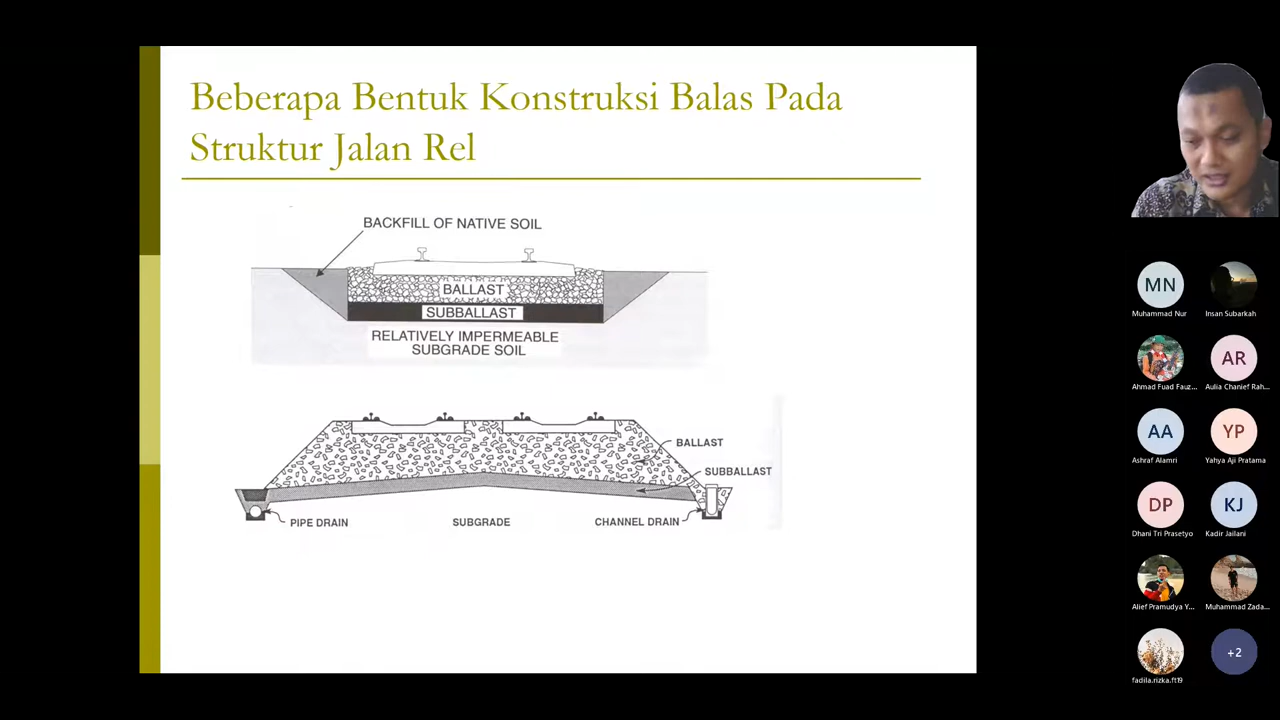 Beberapa Bentuk Konstruksi Balas Pada
Struktur Jalan Rel
BACKFILL OF NATIVE SOIL
BALLAST
SUBBALLAST
RELATIVELY IMPERMEABLE
SUBGRADE SOIL
BALLAST
SUBBALLAST
PIPE DRAIN
SUBGRADE
CHANNEL DRAIN
MN
Muhammad Nur
Insan Subarkah
Ahmad Fuad Fauz...
AR
Aulia Chanief Rah...
AA
Ashraf Alamri
YP
Yahya Aji Pratama
DP
Dhani Tri Prasetyo
KJ
Kadir Jailani
Alief Pramudya Y...
Muhammad Zada...
fadila.rizka.ft19
+2